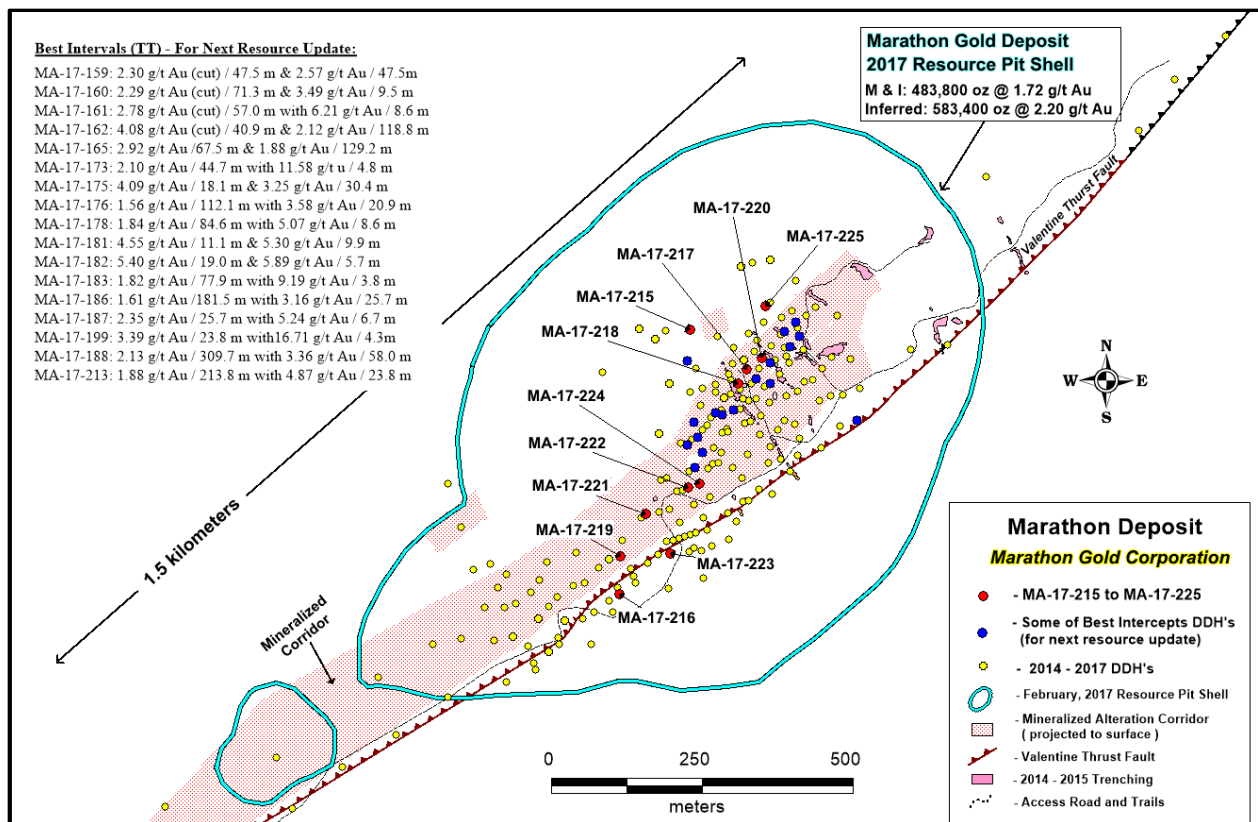 Best Intervals (TT) - For Next Resource Update:
MA-17-159: 2.30 g/t Au (cut) / 47.5 m & 2.57 g/t Au / 47.5m
MA-17-160: 2.29 g/t Au (cut) / 71.3 m & 3.49 g/t Au / 9.5 m
MA-17-161: 2.78 g/t Au (cut) / 57.0 m with 6.21 g/t Au / 8.6 m
MA-17-162: 4.08 g/t Au (cut) / 40.9 m & 2.12 g/t Au / 118.8 m
MA-17-165: 2.92 g/t Au /67.5 m & 1.88 g/t Au / 129.2 m
MA-17-173: 2.10 g/t Au / 44.7 m with 11.58 g/t u / 4.8 m
MA-17-175: 4.09 g/t Au / 18.1 m & 3.25 g/t Au / 30.4 m
MA-17-176: 1.56 g/t Au / 112.1 m with 3.58 g/t Au / 20.9 m
MA-17-178: 1.84 g/t Au / 84.6 m with 5.07 g/t Au / 8.6 m
MA-17-181: 4.55 g/t Au / 11.1 m & 5.30 g/t Au / 9.9 m
MA-17-182: 5.40 g/t Au / 19.0 m & 5.89 g/t Au / 5.7 m
MA-17-183: 1.82 g/t Au / 77.9 m with 9.19 g/t Au / 3.8 m
MA-17-186: 1.61 g/t Au /181.5 m with 3.16 g/t Au / 25.7 m
MA-17-187: 2.35 g/t Au / 25.7 m with 5.24 g/t Au / 6.7 m
MA-17-199: 3.39 g/t Au / 23.8 m with16.71 g/t Au / 4.3m
MA-17-188: 2.13 g/t Au / 309.7 m with 3.36 g/t Au / 58.0 m
MA-17-213: 1.88 g/t Au / 213.8 m with 4.87 g/t Au / 23.8 m
Marathon Gold Deposit
2017 Resource Pit Shell
M & I: 483,800 oz @ 1.72 g/t Au
Inferred: 583,400 oz @ 2.20 g/t Au
Valentine Thurst Fault
MA-17-220
MA-17-225
MA-17-217
MA-17-215
MA-17-218
MA-17-224
MA-17-222
MA-17-221
MA-17-219
MA-17-223
MA-17-216
1.5 kilometers
Mineralized
Corridor
N
W
E
S
0
250
500
meters
Marathon Deposit
Marathon Gold Corporation
- MA-17-215 to MA-17-225
- Some of Best Intercepts DDH's
(for next resource update)
- 2014 - 2017 DDH's
- February, 2017 Resource Pit Shell
- Mineralized Alteration Corridor
( projected to surface )
- Valentine Thrust Fault
- 2014 - 2015 Trenching
- Access Road and Trails